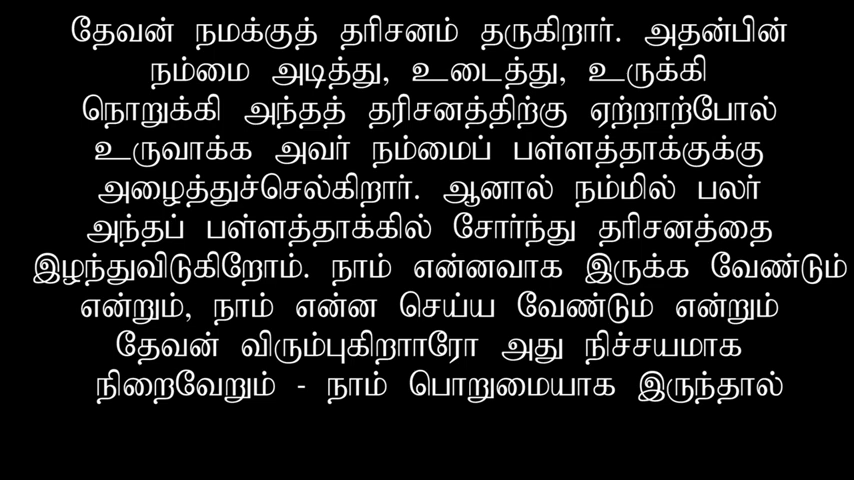 தேவன் நமக்குத் தரிசனம் தருகிறார். அதன்பின்
நம்மை அடித்து, உடைத்து, உருக்கி
நொறுக்கி அந்தத் தரிசனத்திற்கு ஏற்றாற்போல்
உருவாக்க அவர் நம்மைப் பள்ளத்தாக்குக்கு
அழைத்துச்செல்கிறார். ஆனால் நம்மில் பலர்
அந்தப் பள்ளத்தாக்கில் சோர்ந்து தரிசனத்தை
இழந்துவிடுகிறோம். நாம் என்னவாக இருக்க வேண்டும்
என்றும், நாம் என்ன செய்ய வேண்டும் என்றும்
தேவன் விரும்புகிறாாரோ அது நிச்சயமாக
நிறைவேறும் - நாம் பொறுமையாக இருந்தால்